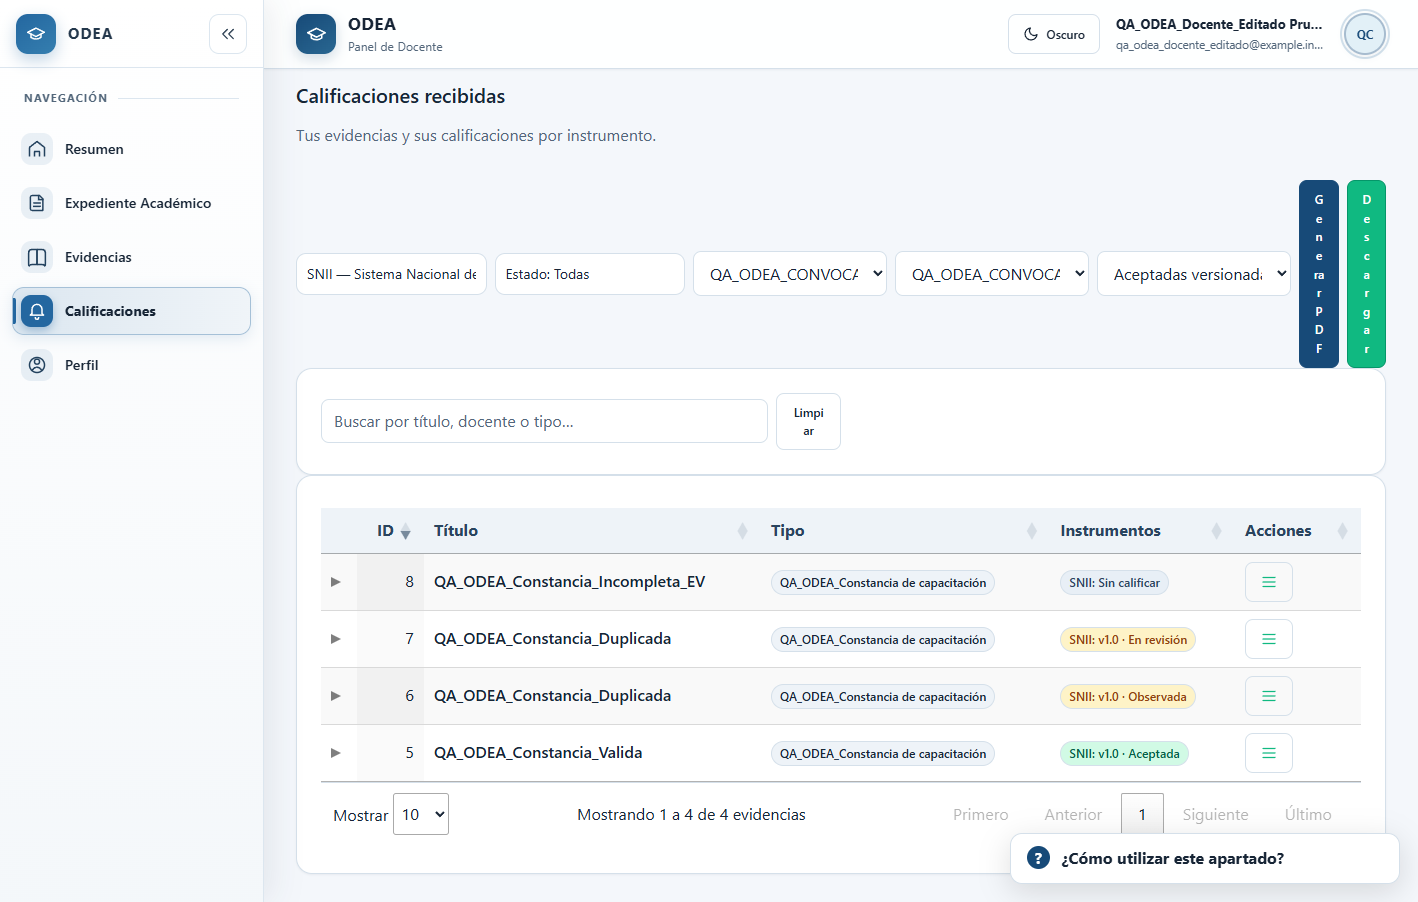 ODEA
NAVEGACIÓN
Resumen
Expediente Académico
Evidencias
Calificaciones
Perfil
ODEA
Panel de Docente
Oscuro
QA_ODEA_Docente_Editado Pru...
qa_odea_docente_editado@example.in...
QC
Calificaciones recibidas
Tus evidencias y sus calificaciones por instrumento.
SNII — Sistema Nacional de
Estado: Todas
QA_ODEA_CONVOCA
QA_ODEA_CONVOCA
Aceptadas versionada
Generar PDF
Descargar
Buscar por título, docente o tipo...
Limpi
ar
ID Título Tipo Instrumentos Acciones
8 QA_ODEA_Constancia_Incompleta_EV QA_ODEA_Constancia de capacitación SNII: Sin calificar
7 QA_ODEA_Constancia_Duplicada QA_ODEA_Constancia de capacitación SNII: v1.0 · En revisión
6 QA_ODEA_Constancia_Duplicada QA_ODEA_Constancia de capacitación SNII: v1.0 · Observada
5 QA_ODEA_Constancia_Valida QA_ODEA_Constancia de capacitación SNII: v1.0 · Aceptada
Mostrar 10 Mostrando 1 a 4 de 4 evidencias Primero Anterior 1 Siguiente Último
? ¿Cómo utilizar este apartado?